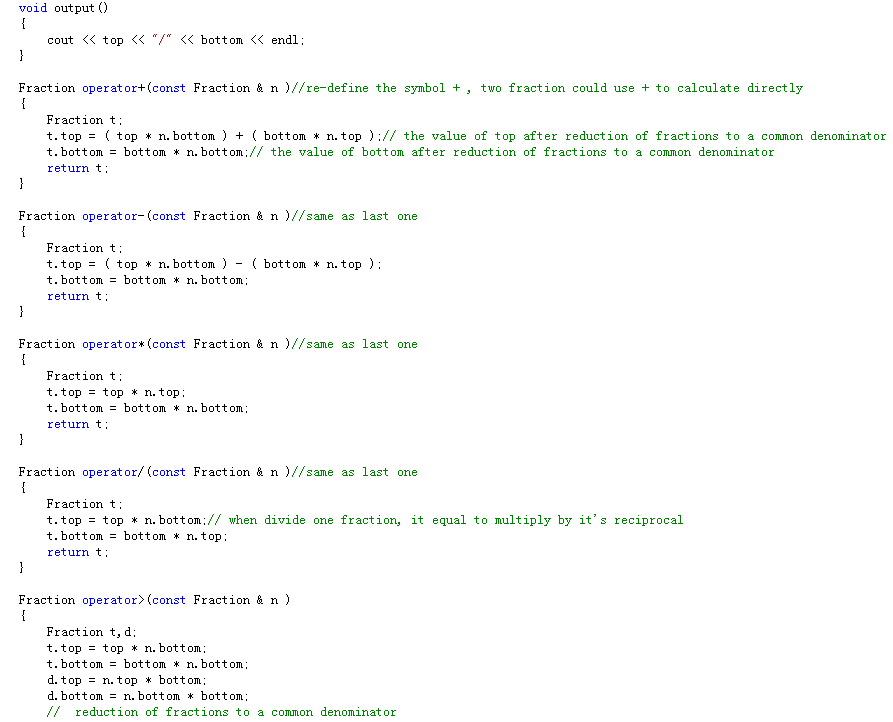 void output()
{
cout << top << "/" << bottom << endl;
}
Fraction operator+(const Fraction & n )//re-define the symbol + , two fraction could use + to calculate directly
{
Fraction t;
t.top = ( top * n.bottom ) + ( bottom * n.top );// the value of top after reduction of fractions to a common denominator
t.bottom = bottom * n.bottom;// the value of bottom after reduction of fractions to a common denominator
return t;
}
Fraction operator-(const Fraction & n )//same as last one
{
Fraction t;
t.top = ( top * n.bottom ) - ( bottom * n.top );
t.bottom = bottom * n.bottom;
return t;
}
Fraction operator*(const Fraction & n )//same as last one
{
Fraction t;
t.top = top * n.top;
t.bottom = bottom * n.bottom;
return t;
}
Fraction operator/(const Fraction & n )//same as last one
{
Fraction t;
t.top = top * n.bottom;// when divide one fraction, it equal to multiply by it's reciprocal
t.bottom = bottom * n.top;
return t;
}
Fraction operator>(const Fraction & n )
{
Fraction t,d;
t.top = top * n.bottom;
t.bottom = bottom * n.bottom;
d.top = n.top * bottom;
d.bottom = n.bottom * bottom;
// reduction of fractions to a common denominator